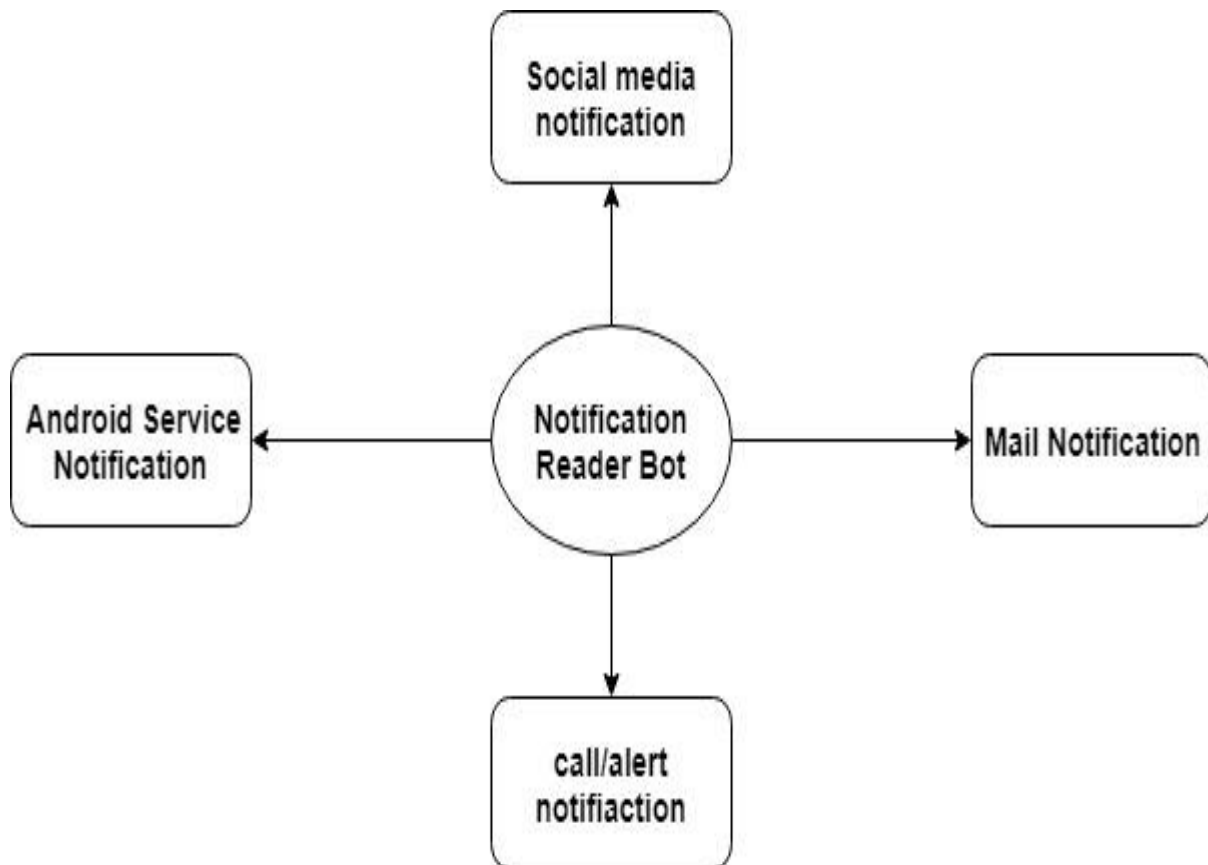 Social media
notification
Android Service
Notification
Notification
Reader Bot
Mail Notification
call/alert
notifiaction